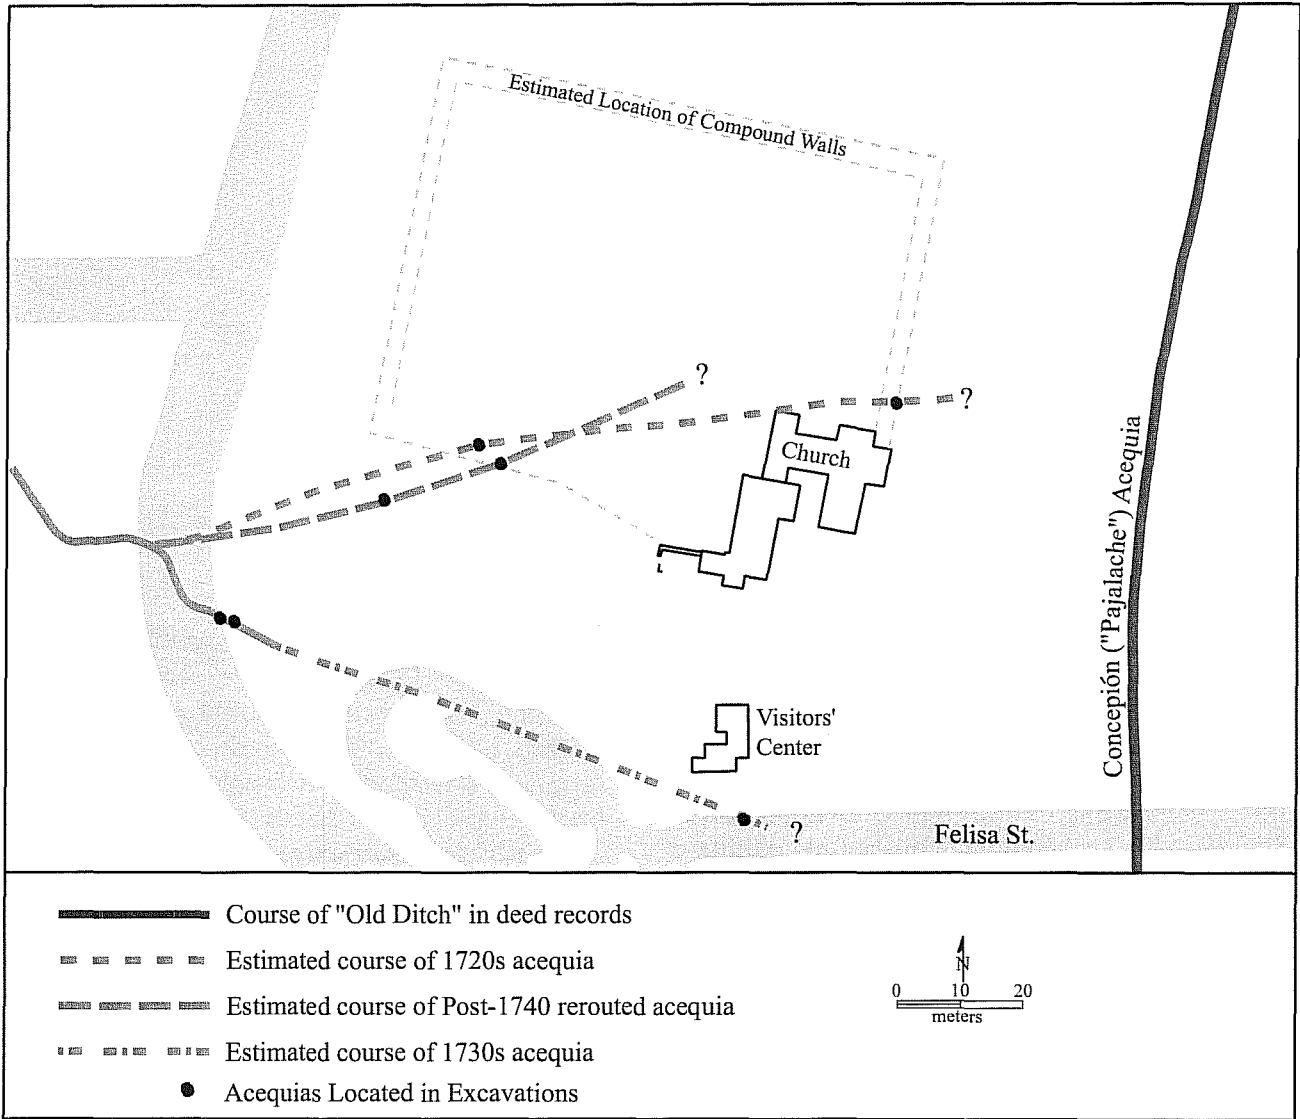 Estimated Location of Compound Walls
?
?
Church
Concepión ("Pajalache") Acequia
Visitors'
Center
?
Felisa St.
Course of "Old Ditch" in deed records
Estimated course of 1720s acequia
Estimated course of Post-1740 rerouted acequia
Estimated course of 1730s acequia
Acequias Located in Excavations
N
0 10 20
meters